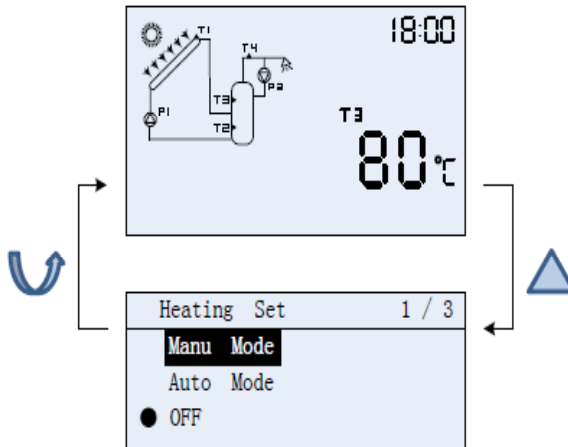 18:00
T1
T4
P2
T3
P1
T2
T3
80°C
Heating Set 1 / 3
Manu Mode
Auto Mode
● OFF